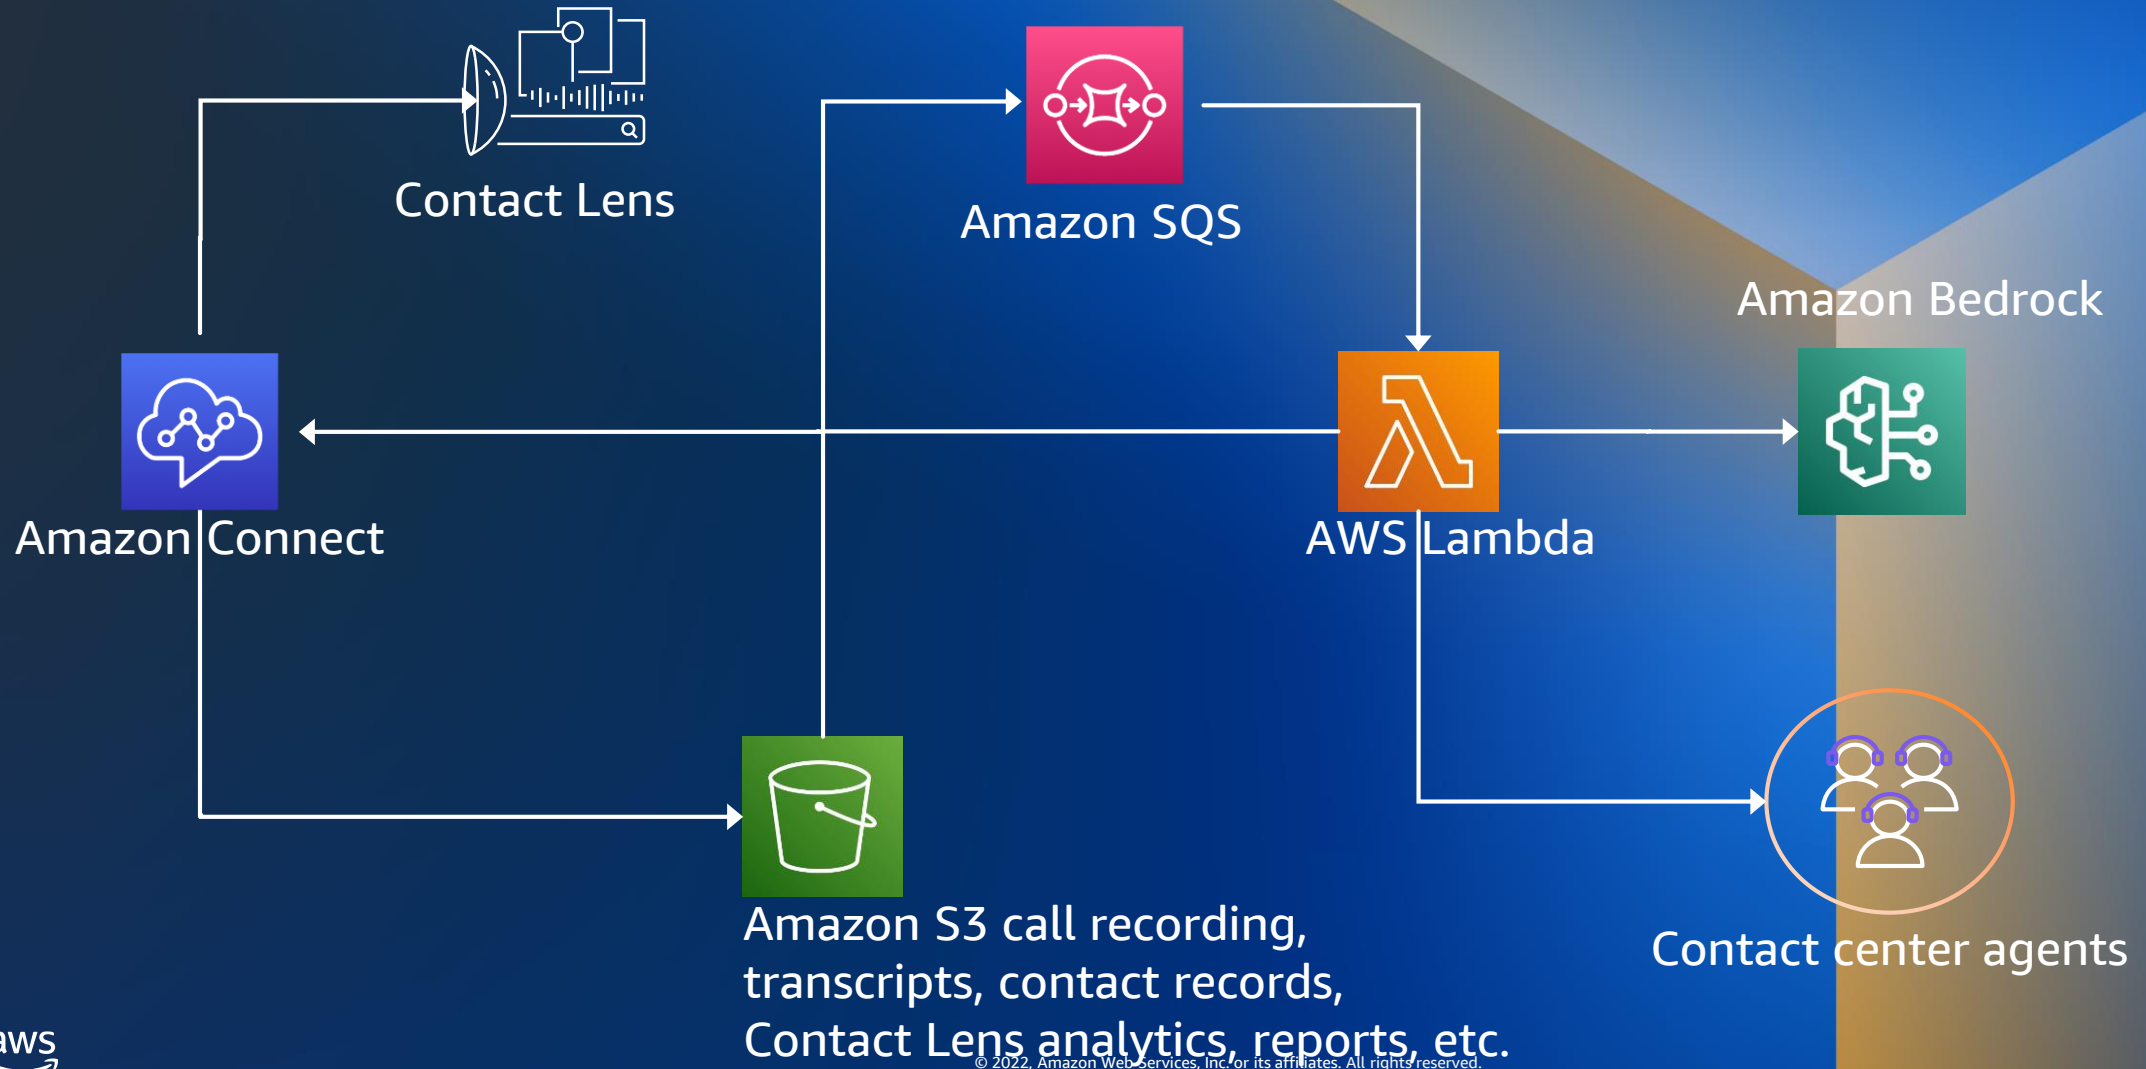 Contact Lens
Amazon SQS
Amazon Bedrock
Amazon Connect
AWS Lambda
Amazon S3 call recording,
transcripts, contact records,
Contact Lens analytics, reports, etc.
Contact center agents
aws
© 2022, Amazon Web Services, Inc. or its affiliates. All rights reserved.